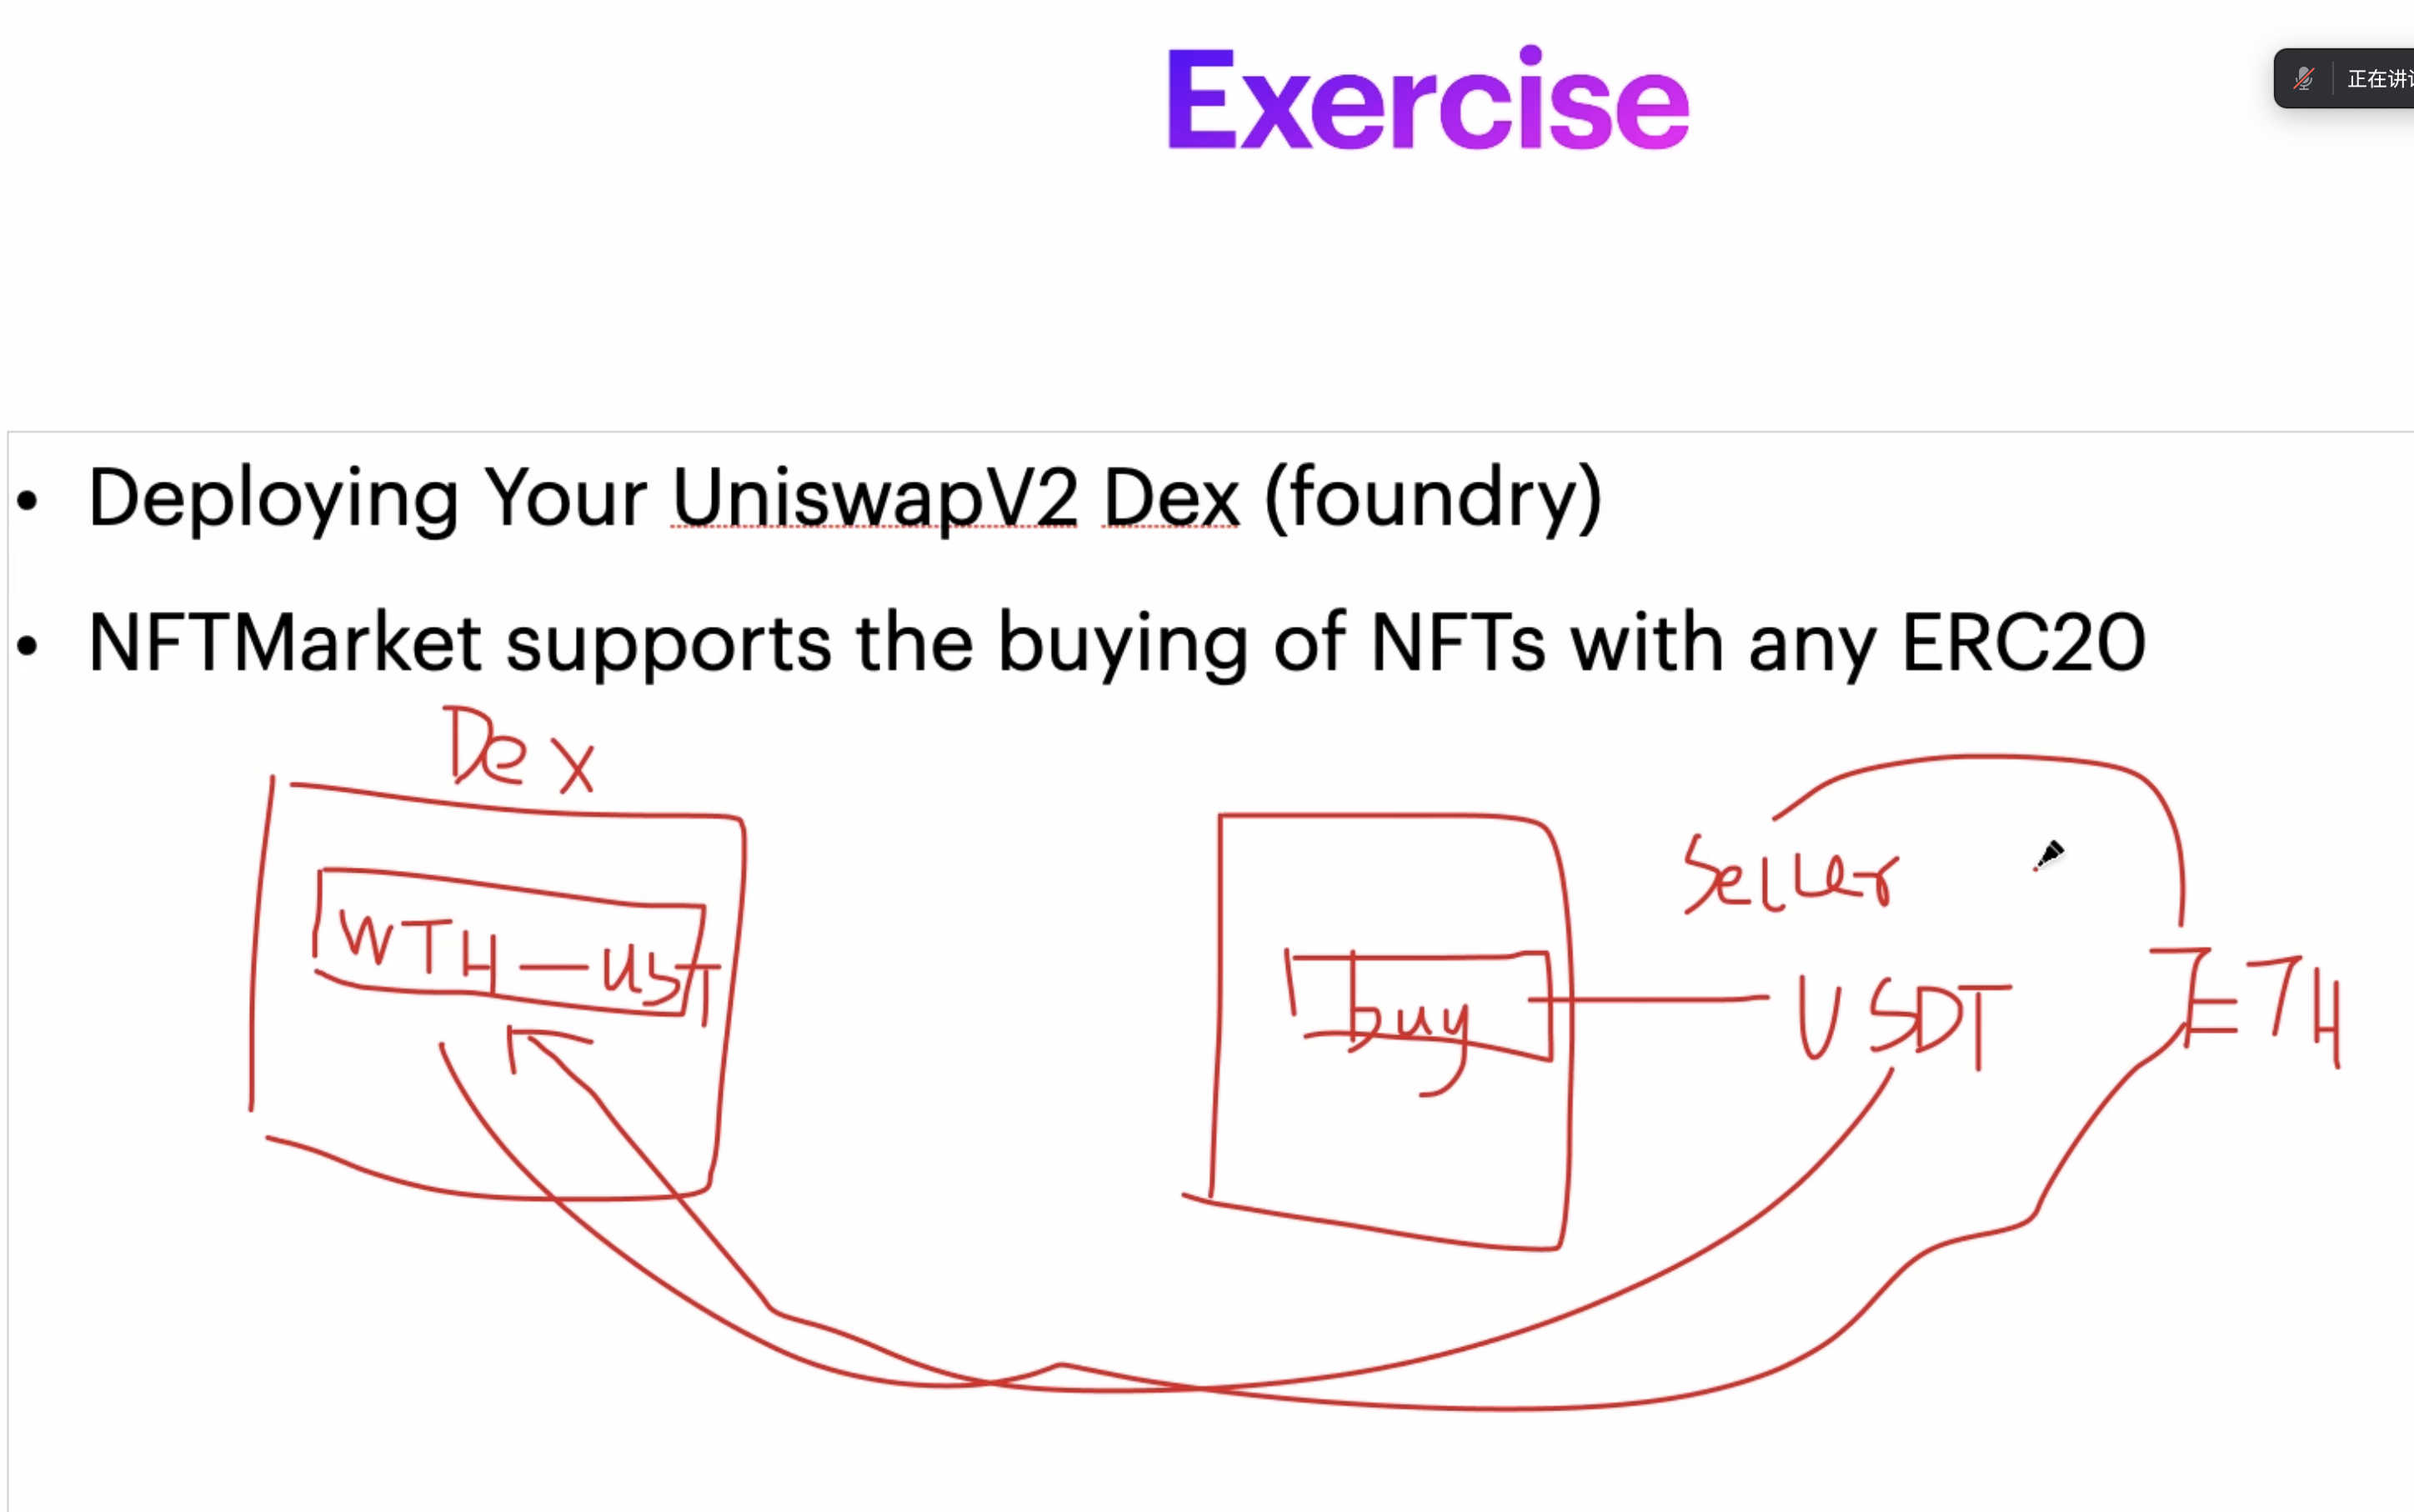 Exercise
正在讲
• Deploying Your UniswapV2 Dex (foundry)
• NFTMarket supports the buying of NFTs with any ERC20
Dex
Seller
WTH — UST
buy
USDT
ETH